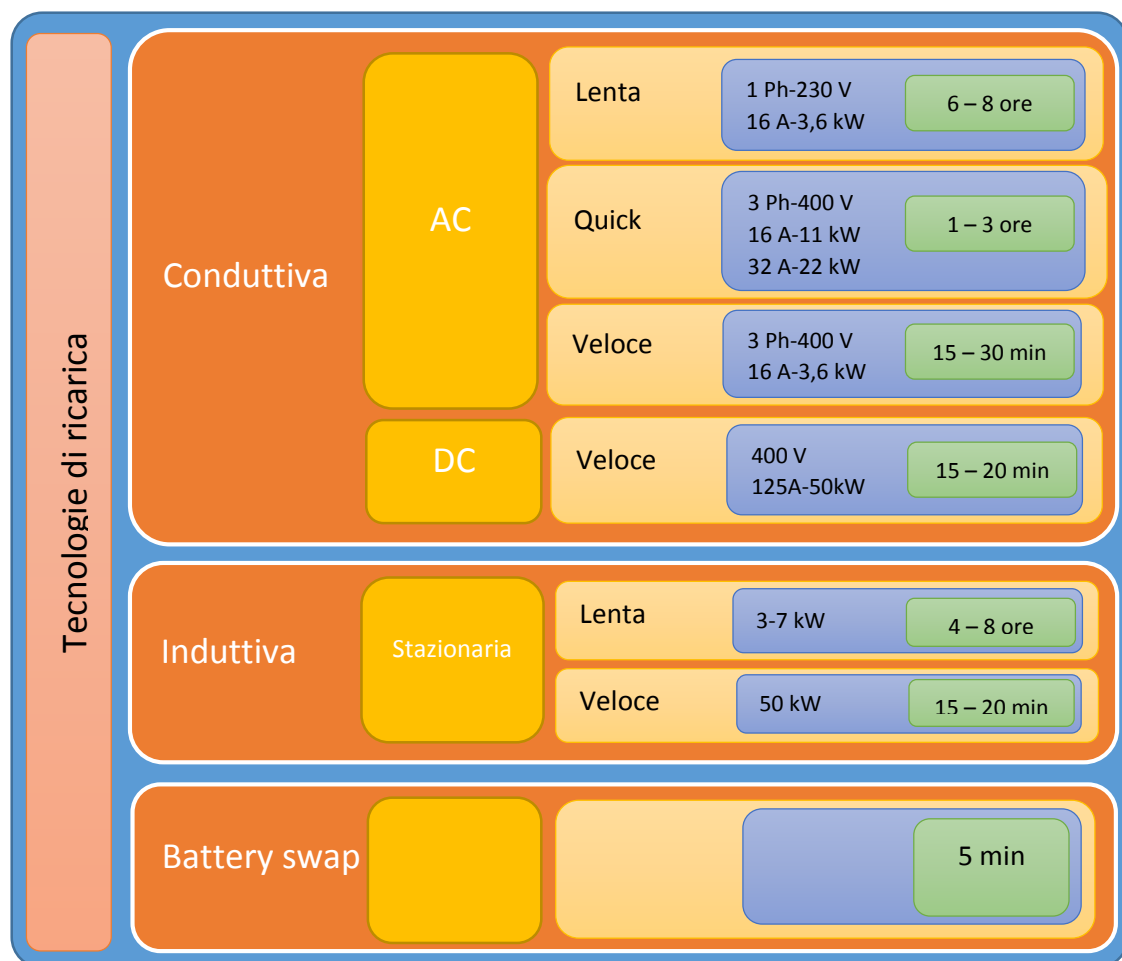 Tecnologie di ricarica
Conduttiva
AC
Lenta
1 Ph-230 V
16 A-3,6 kW
6 – 8 ore
Quick
3 Ph-400 V
16 A-11 kW
32 A-22 kW
1 – 3 ore
Veloce
3 Ph-400 V
16 A-3,6 kW
15 – 30 min
DC
Veloce
400 V
125A-50kW
15 – 20 min
Induttiva
Stazionaria
Lenta
3-7 kW
4 – 8 ore
Veloce
50 kW
15 – 20 min
Battery swap
5 min